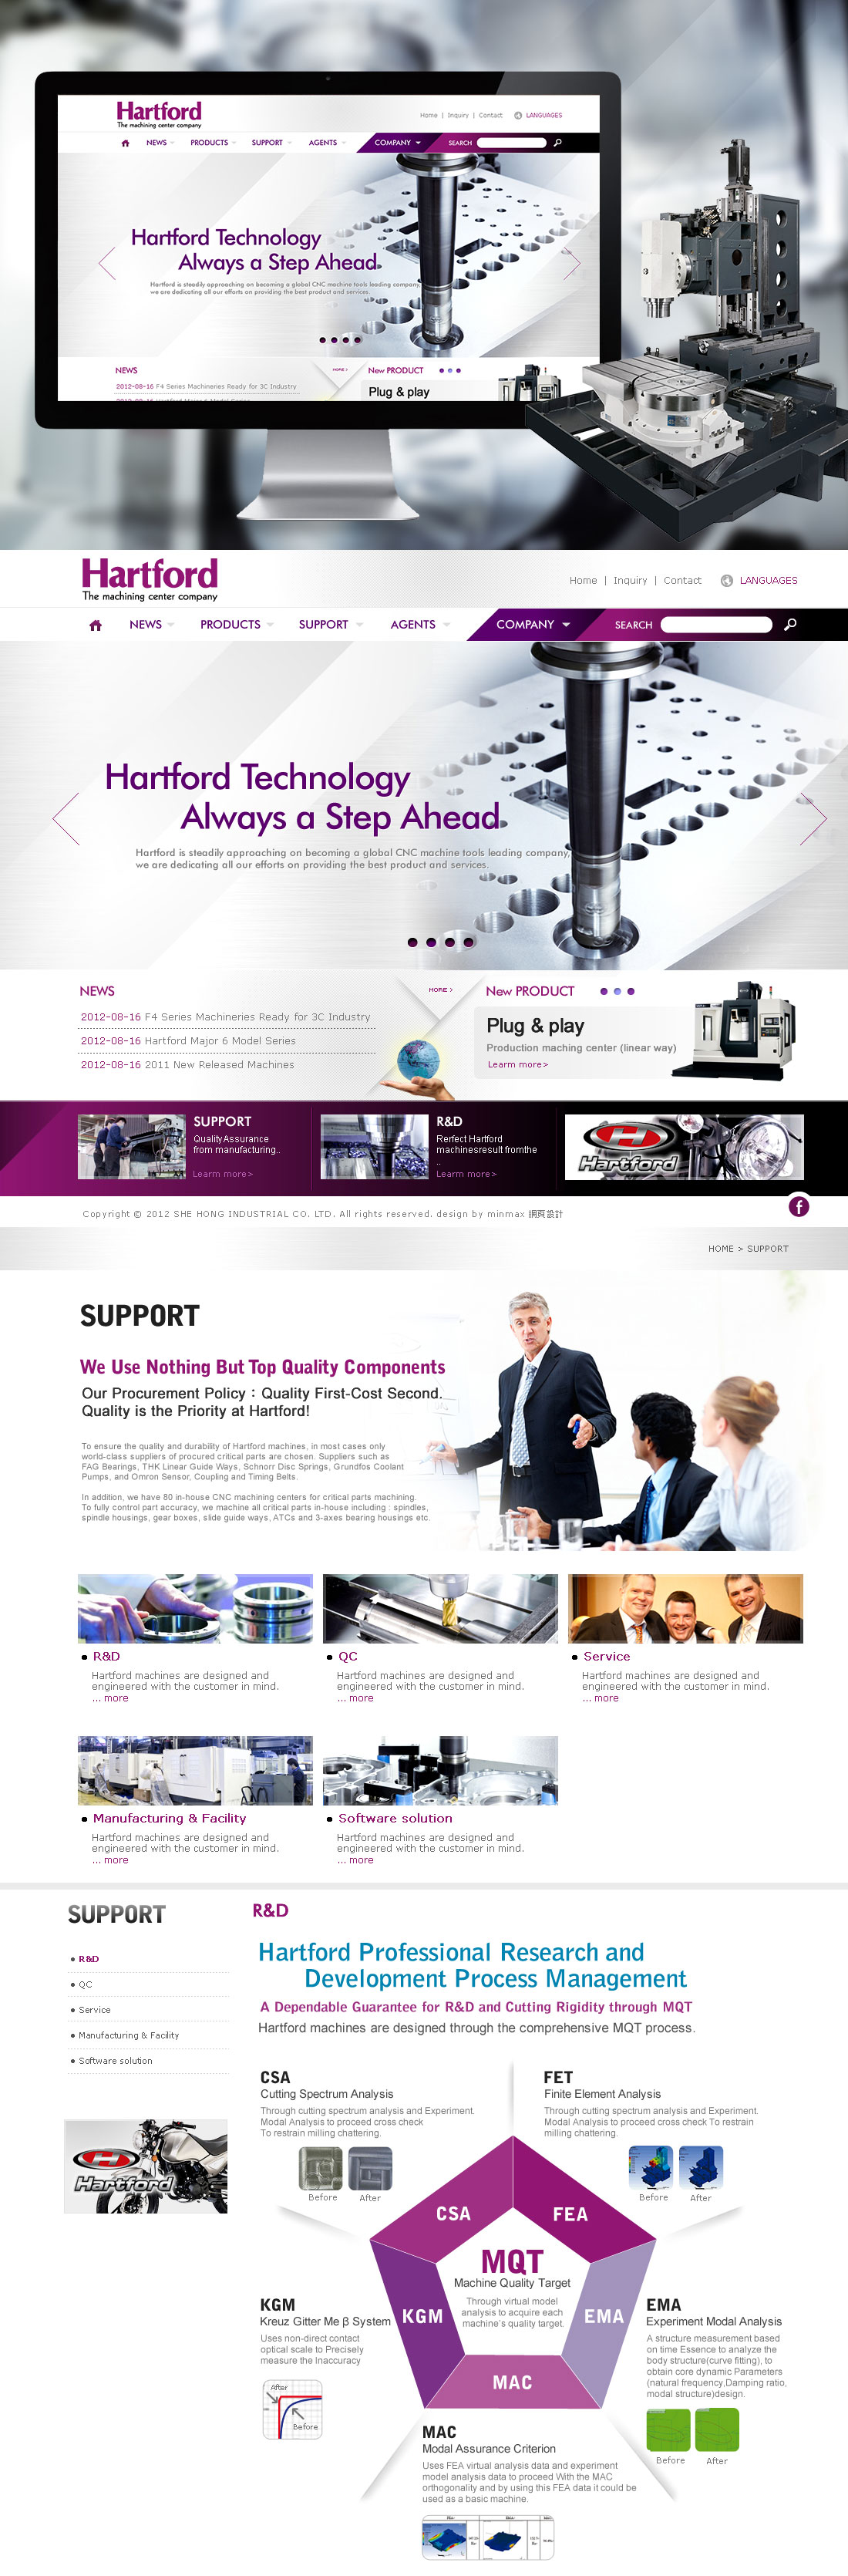 Hartford
The machining center company
Home | Inquiry | Contact LANGUAGES
NEWS PRODUCTS SUPPORT AGENTS COMPANY SEARCH
Hartford Technology
Always a Step Ahead
Hartford is steadily approaching on becoming a global CNC machine tools leading company,
we are dedicating all our efforts on providing the best product and services.
NEWS
MORE >
New PRODUCT
2012-08-16 F4 Series Machineries Ready for 3C Industry
Plug & play
Hartford
The machining center company
Home | Inquiry | Contact LANGUAGES
NEWS PRODUCTS SUPPORT AGENTS COMPANY SEARCH
Hartford Technology
Always a Step Ahead
Hartford is steadily approaching on becoming a global CNC machine tools leading company,
we are dedicating all our efforts on providing the best product and services.
NEWS
MORE >
2012-08-16 F4 Series Machineries Ready for 3C Industry
2012-08-16 Hartford Major 6 Model Series
2012-08-16 2011 New Released Machines
New PRODUCT
Plug & play
Production maching center (linear way)
Learm more>
SUPPORT
QualityAssurance
from manufacturing..
Learm more>
R&D
Rerfect Hartford
machinesresult fromthe
..
Learm more>
H
Hartford
Copyright © 2012 SHE HONG INDUSTRIAL CO. LTD. All rights reserved. design by minmax 網頁設計
f
HOME > SUPPORT
SUPPORT
We Use Nothing But Top Quality Components
Our Procurement Policy : Quality First-Cost Second.
Quality is the Priority at Hartford!
To ensure the quality and durability of Hartford machines, in most cases only
world-class suppliers of procured critical parts are chosen. Suppliers such as
FAG Bearings, THK Linear Guide Ways, Schnorr Disc Springs, Grundfos Coolant
Pumps, and Omron Sensor, Coupling and Timing Belts.
In addition, we have 80 in-house CNC machining centers for critical parts machining.
To fully control part accuracy, we machine all critical parts in-house including : spindles,
spindle housings, gear boxes, slide guide ways, ATCs and 3-axes bearing housings etc.
R&D
Hartford machines are designed and
engineered with the customer in mind.
... more
QC
Hartford machines are designed and
engineered with the customer in mind.
... more
Service
Hartford machines are designed and
engineered with the customer in mind.
... more
Manufacturing & Facility
Hartford machines are designed and
engineered with the customer in mind.
... more
Software solution
Hartford machines are designed and
engineered with the customer in mind.
... more
SUPPORT
R&D
QC
Service
Manufacturing & Facility
Software solution
H
Hartford
R&D
Hartford Professional Research and
Development Process Management
A Dependable Guarantee for R&D and Cutting Rigidity through MQT
Hartford machines are designed through the comprehensive MQT process.
CSA
Cutting Spectrum Analysis
Through cutting spectrum analysis and Experiment.
Modal Analysis to proceed cross check
To restrain milling chattering.
Before After
FET
Finite Element Analysis
Through cutting spectrum analysis and Experiment.
Modal Analysis to proceed cross check To restrain
milling chattering.
Before After
CSA
FEA
KGM
EMA
MAC
MQT
Machine Quality Target
Through virtual model
analysis to acquire each
machine's quality target.
KGM
Kreuz Gitter Me β System
Uses non-direct contact
optical scale to Precisely
measure the Inaccuracy
After
Before
EMA
Experiment Modal Analysis
A structure measurement based
on time Essence to analyze the
body structure(curve fitting), to
obtain core dynamic Parameters
(natural frequency,Damping ratio,
modal structure)design.
Before After
MAC
Modal Assurance Criterion
Uses FEA virtual analysis data and experiment
model analysis data to proceed With the MAC
orthogonality and by using this FEA data it could be
used as a basic machine.